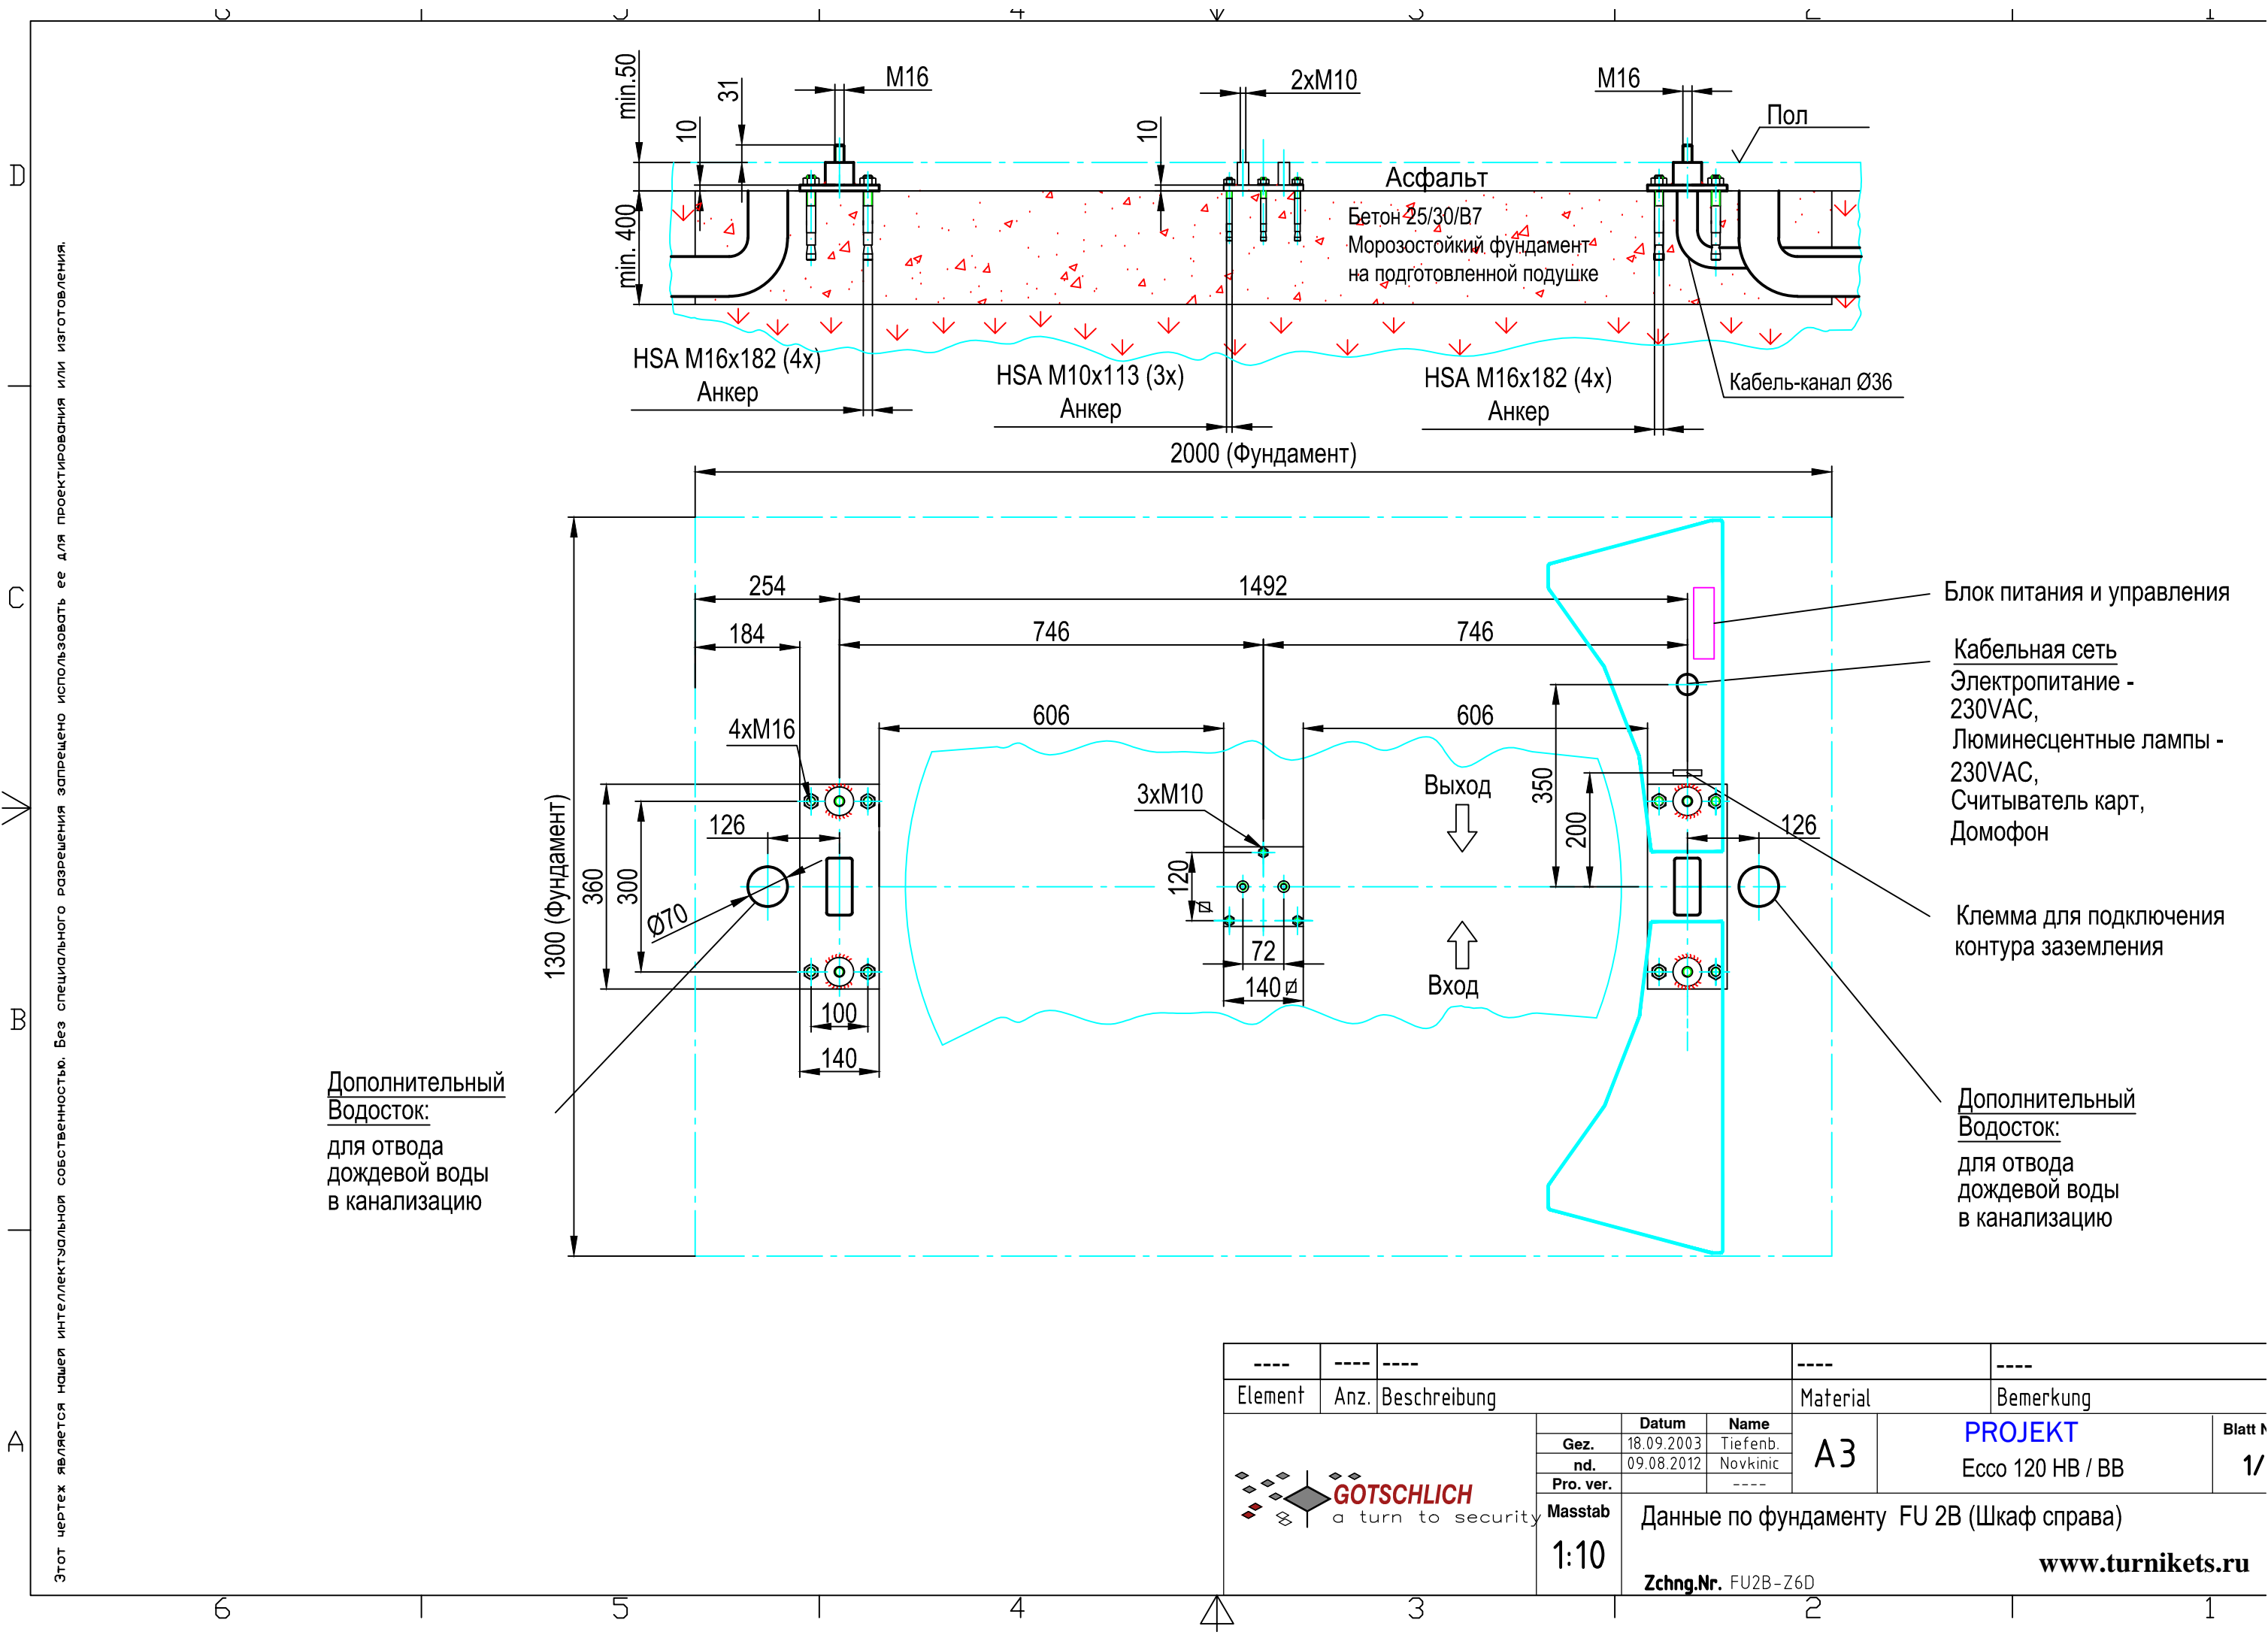 6
5
4
3
2
1
D
C
B
A
Этот чертеж является нашей интеллектуальной собственностью. Без специального разрешения запрещено использовать ее для проектирования или изготовления.
min.50
31
10
M16
2xM10
10
M16
Пол
Асфальт
min. 400
Бетон 25/30/B7
Морозостойкий фундамент
на подготовленной подушке
HSA M16x182 (4x)
Анкер
HSA M10x113 (3x)
Анкер
HSA M16x182 (4x)
Анкер
Кабель-канал Ø36
2000 (Фундамент)
254
1492
184
746
746
606
606
4xM16
3xM10
126
126
Ø70
1300 (Фундамент)
360
300
100
140
120
72
140
350
200
Выход
Вход
Блок питания и управления
Кабельная сеть
Электропитание -
230VAC,
Люминесцентные лампы -
230VAC,
Считыватель карт,
Домофон
Клемма для подключения
контура заземления
Дополнительный
Водосток:
для отвода
дождевой воды
в канализацию
Дополнительный
Водосток:
для отвода
дождевой воды
в канализацию
---- ---- ---- ---- ----
Element Anz. Beschreibung Material Bemerkung
Datum Name
Gez. 18.09.2003 Tiefenb.
nd. 09.08.2012 Novkinic
Pro. ver. ----
A3
PROJEKT
Ecco 120 HB / BB
Blatt N
1/
GOTSCHLICH
a turn to security
Masstab
1:10
Данные по фундаменту FU 2B (Шкаф справа)
www.turnikets.ru
Zchng.Nr. FU2B-Z6D
6
5
4
3
2
1